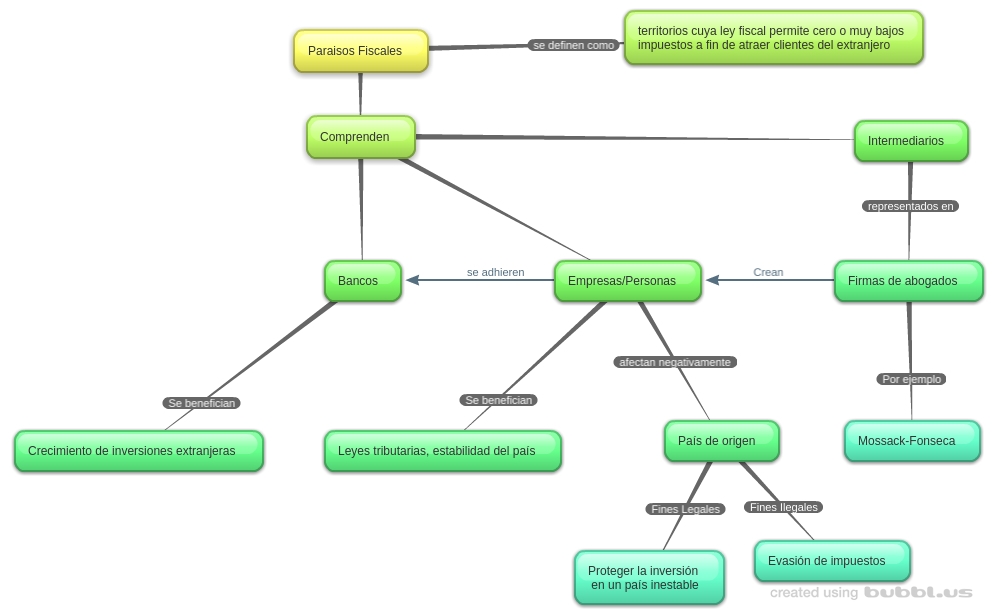 Paraisos Fiscales
se definen como
territorios cuya ley fiscal permite cero o muy bajos
impuestos a fin de atraer clientes del extranjero
Comprenden
Intermediarios
representados en
Bancos
se adhieren
Empresas/Personas
Crean
Firmas de abogados
afectan negativamente
Por ejemplo
Se benefician
Se benefician
Crecimiento de inversiones extranjeras
Leyes tributarias, estabilidad del país
País de origen
Mossack-Fonseca
Fines Legales
Fines Ilegales
Proteger la inversión
en un país inestable
Evasión de impuestos
created using bubbl.us